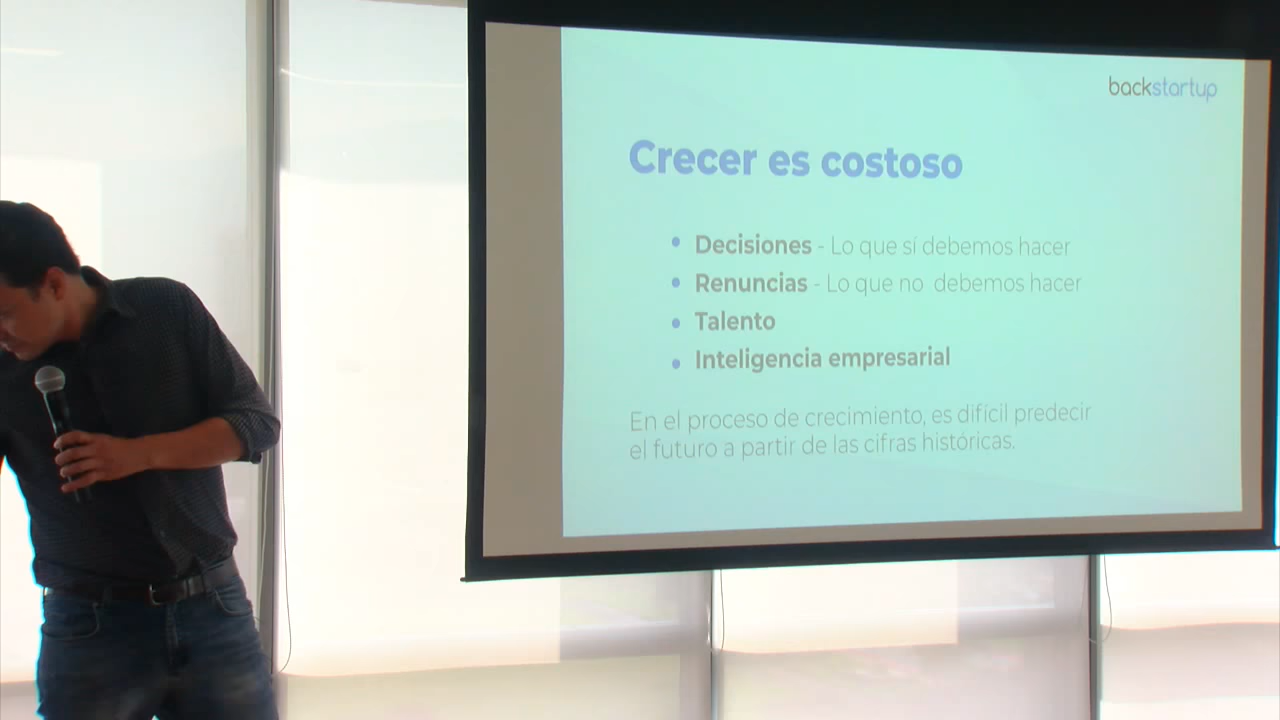 backstartup
Crecer es costoso
• Decisiones - Lo que sí debemos hacer
• Renuncias - Lo que no debemos hacer
• Talento
• Inteligencia empresarial
En el proceso de crecimiento, es difícil predecir
el futuro a partir de las cifras históricas.